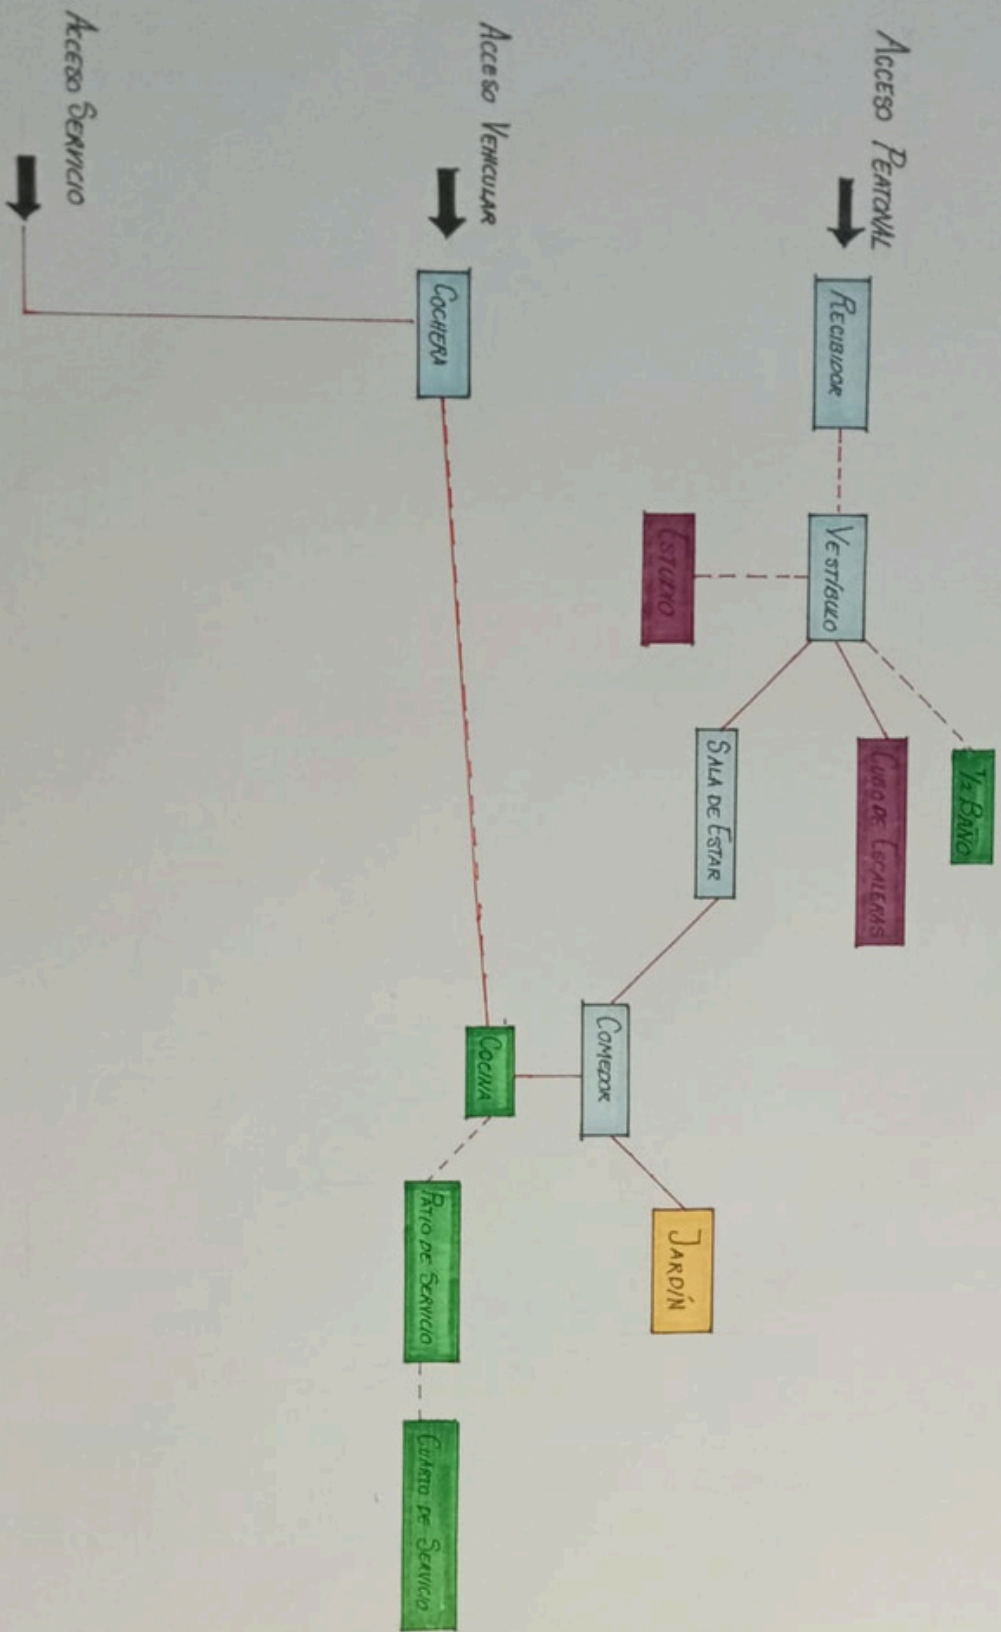 ACCESO PEATONAL
RECIBIDOR
VESTÍBULO
ESTUDIO
1/2 BAÑO
CUBO DE ESCALERAS
SALA DE ESTAR
COMEDOR
JARDÍN
ACCESO VEHICULAR
COCHERA
COCINA
PATIO DE SERVICIO
CUARTO DE SERVICIO
ACCESO SERVICIO